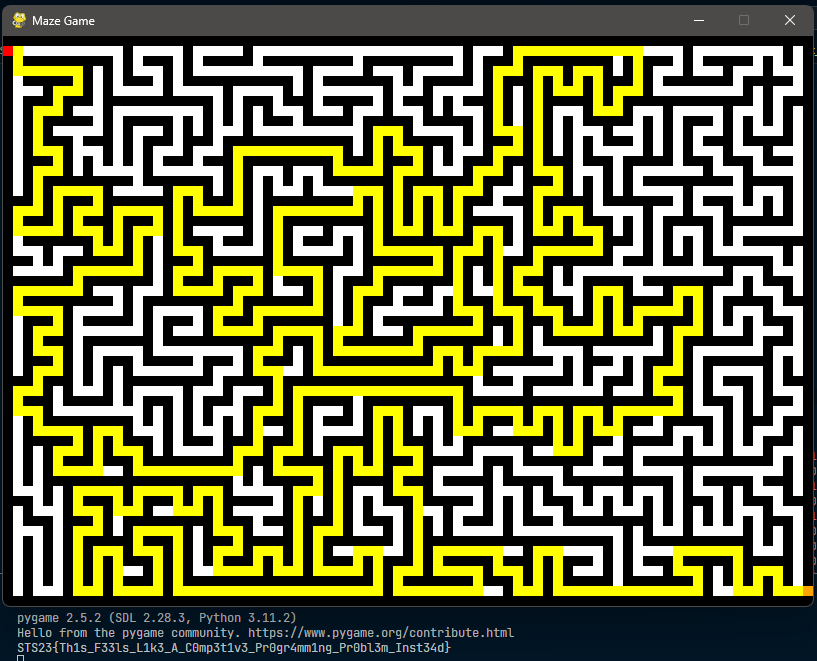 Maze Game
pygame 2.5.2 (SDL 2.28.3, Python 3.11.2)
Hello from the pygame community. https://www.pygame.org/contribute.html
STS23{Th1s_F33ls_L1k3_A_C0mp3t1v3_Pr0gr4mm1ng_Pr0bl3m_Inst34d}